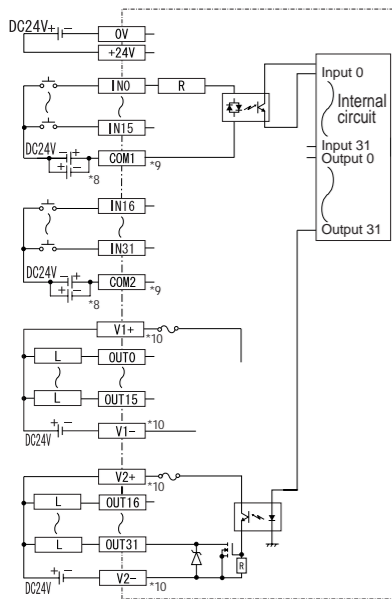 DC24V+ -
0V
+24V
IN0
R
IN15
DC24V - +
+ -
*8
COM1
*9
Input 0
Internal
circuit
Input 31
Output 0
Output 31
IN16
IN31
DC24V - +
+ -
*8
COM2
*9
V1+
*10
L
OUT0
L
OUT15
DC24V + -
V1-
*10
V2+
*10
L
OUT16
L
OUT31
R
DC24V + -
V2-
*10